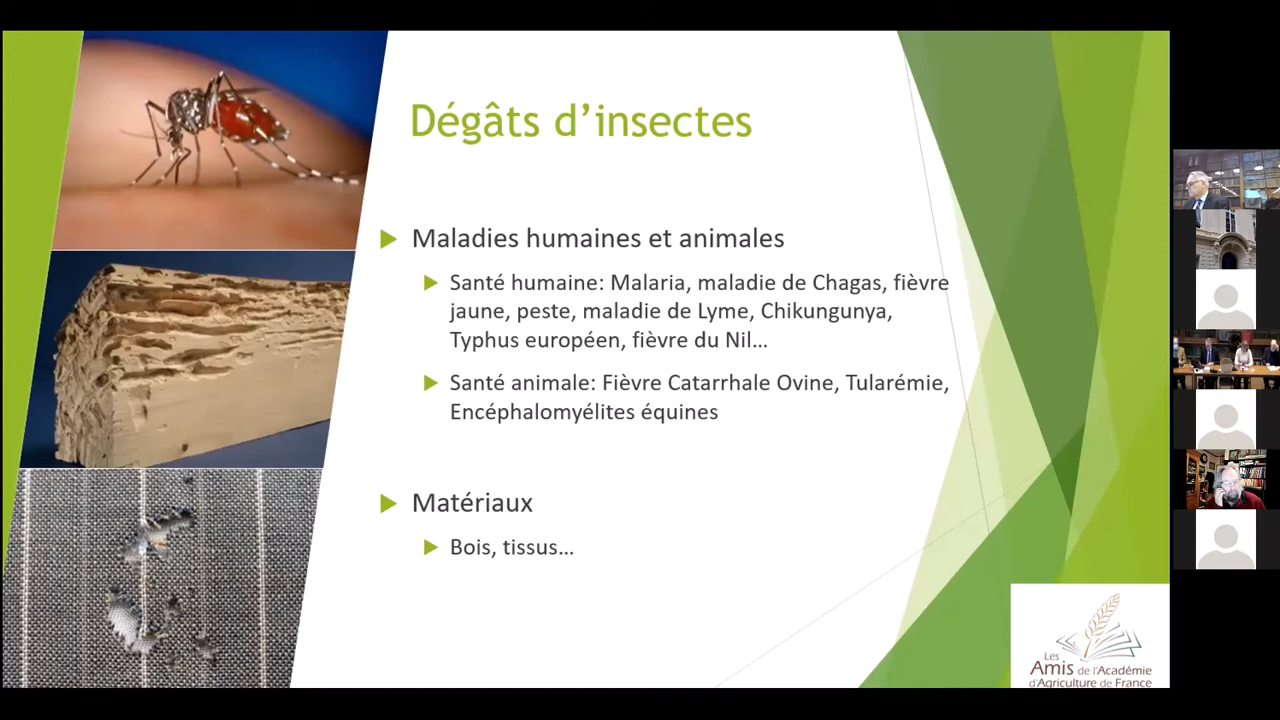 Dégâts d’insectes
Maladies humaines et animales
Santé humaine: Malaria, maladie de Chagas, fièvre
jaune, peste, maladie de Lyme, Chikungunya,
Typhus européen, fièvre du Nil…
Santé animale: Fièvre Catarrhale Ovine, Tularémie,
Encéphalomyélites équines
Matériaux
Bois, tissus…
Les
Amis de l'Académie
d'Agriculture de France